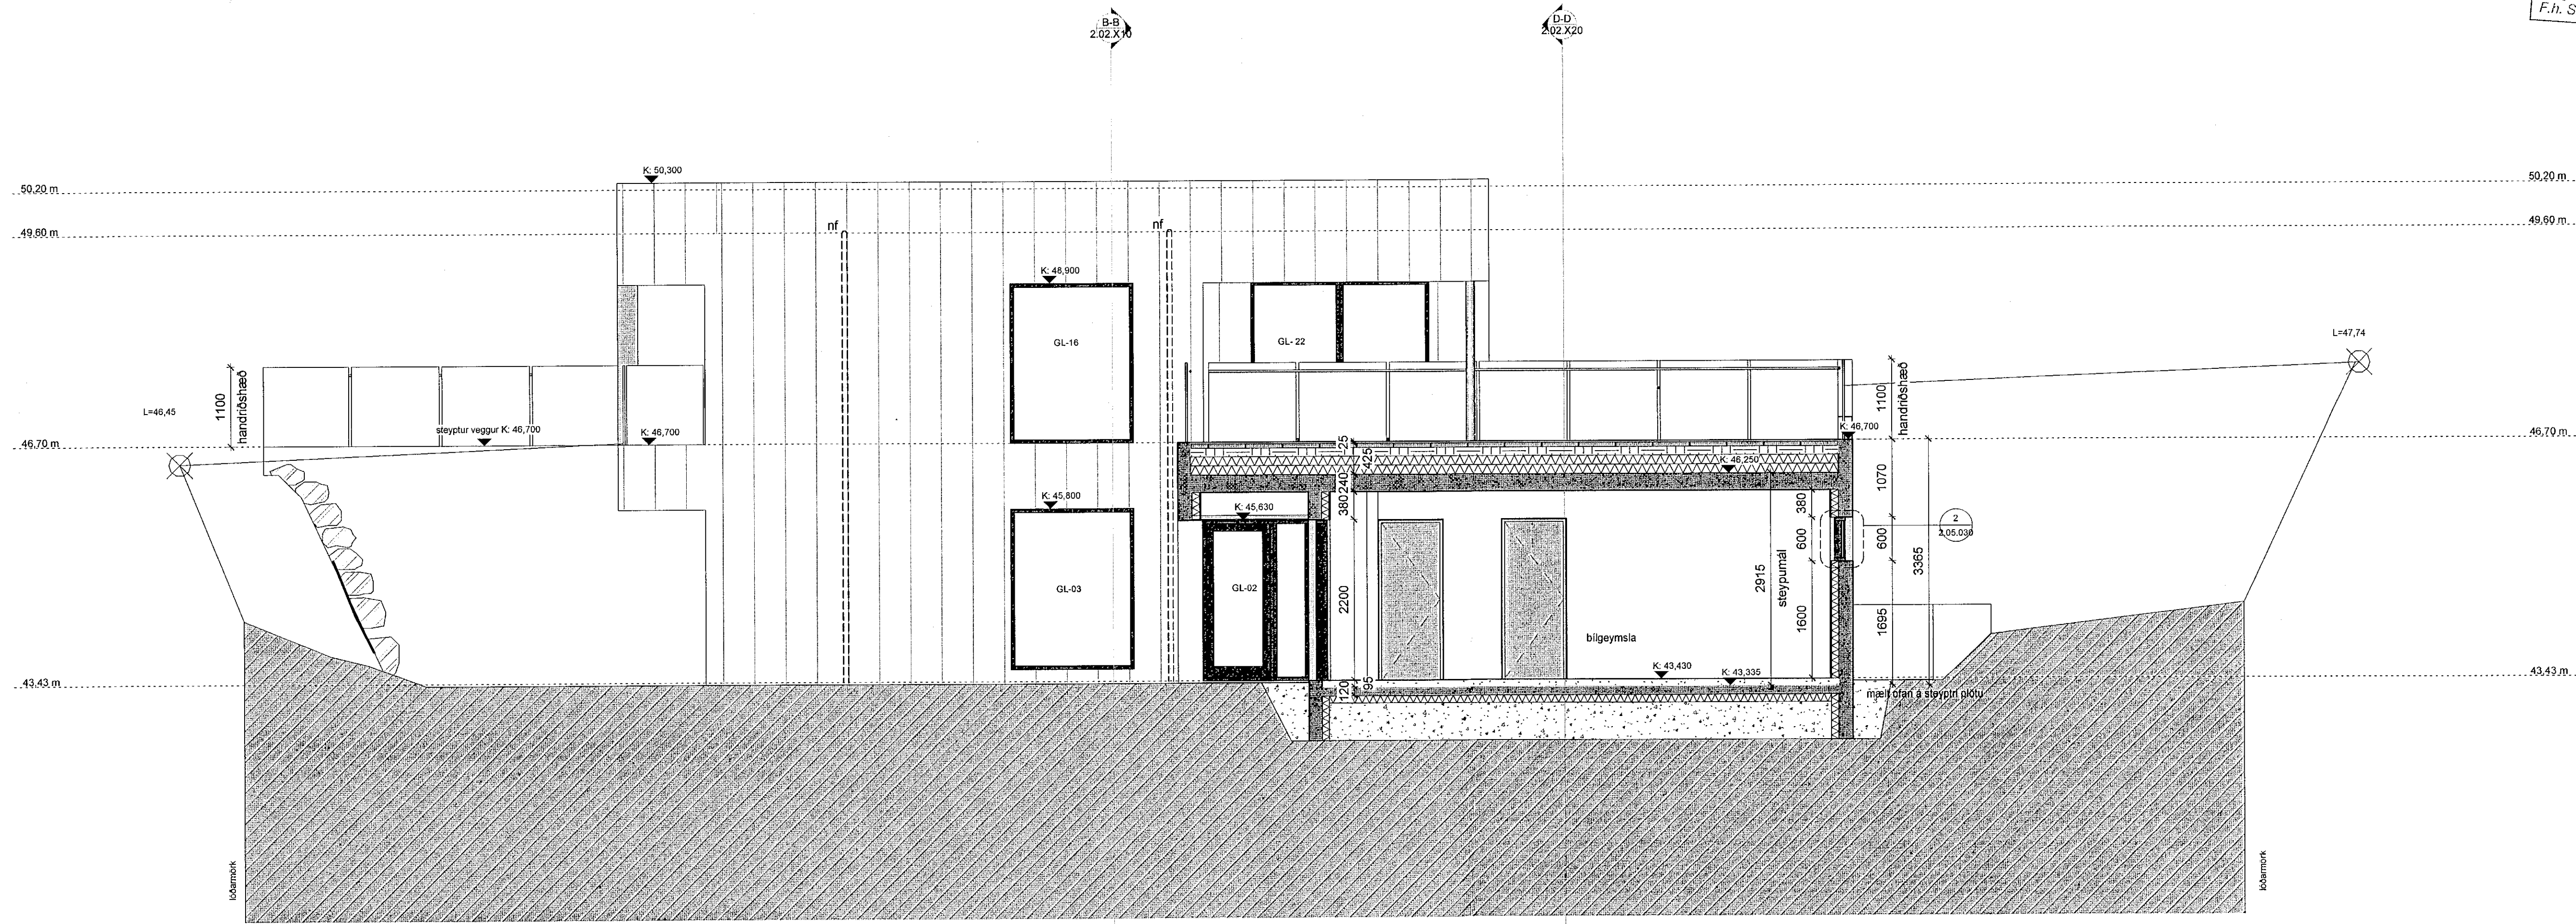 F.h. S
B-B
2.02.X10
D-D
2.02.X20
K: 50,300
50,20 m
50,20 m
49,60 m
49,60 m
nf
nf
K: 48,900
GL-16
GL- 22
L=47,74
L=46,45
1100
handriðshæð
steyptur veggur K: 46,700
K: 46,700
1100
handriðshæð
K: 46,700
46,70 m
46,70 m
25
425
240
380
K: 46,250
1070
380
K: 45,800
K: 45,630
2
2.05.030
600
600
3365
2915
steypumál
GL-03
GL-02
2200
1600
1695
bílgeymsla
K: 43,430
K: 43,335
43,43 m
43,43 m
120
95
mælt ofan á steyptri plötu
lóðarmörk
lóðarmörk